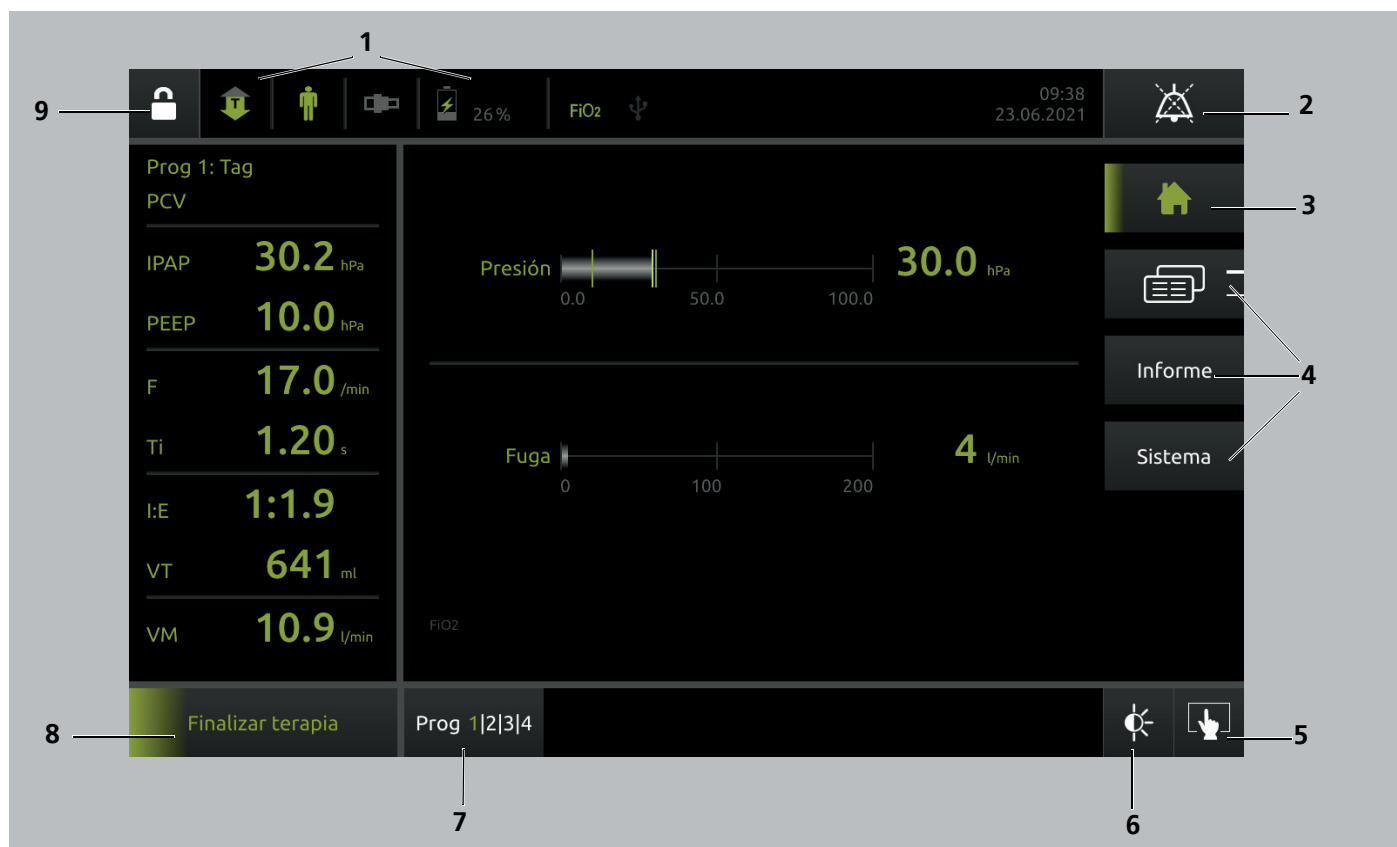 1
9
T
26%
FiO2
09:38
23.06.2021
2
Prog 1: Tag
PCV
3
IPAP 30.2 hPa
Presión 30.0 hPa
0.0 50.0 100.0
PEEP 10.0 hPa
F 17.0 /min
Informe
4
Ti 1.20 s
Fuga 4 l/min
Sistema
0 100 200
I:E 1:1.9
VT 641 ml
VM 10.9 l/min
FiO2
8
Finalizar terapia
Prog 1|2|3|4
5
7
6